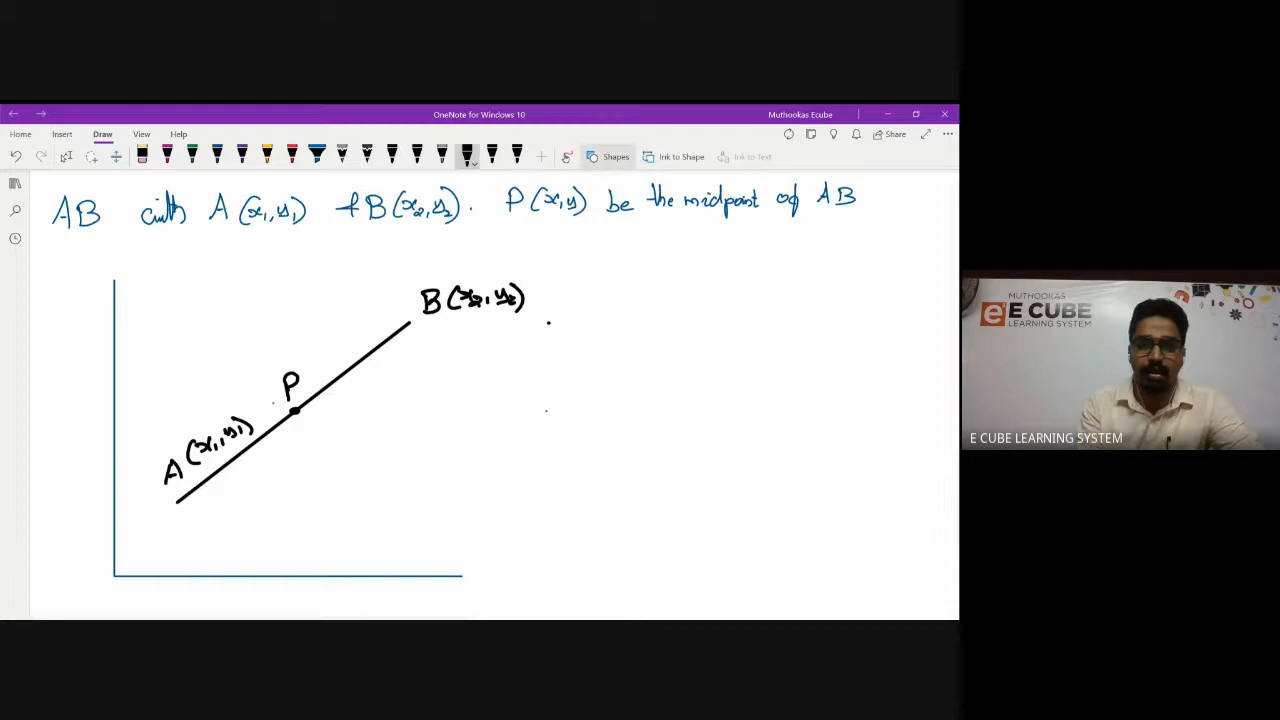 OneNote for Windows 10
Muthookas Ecube
Home Insert Draw View Help
Share
Shapes Ink to Shape Ink to Text
AB with A (x₁, y₁) & B (x₂, y₂). P (x, y) be the midpoint of AB
B (x₂, y₂)
P
A (x₁, y₁)
MUTHOOKAS
e E CUBE
LEARNING SYSTEM
E CUBE LEARNING SYSTEM